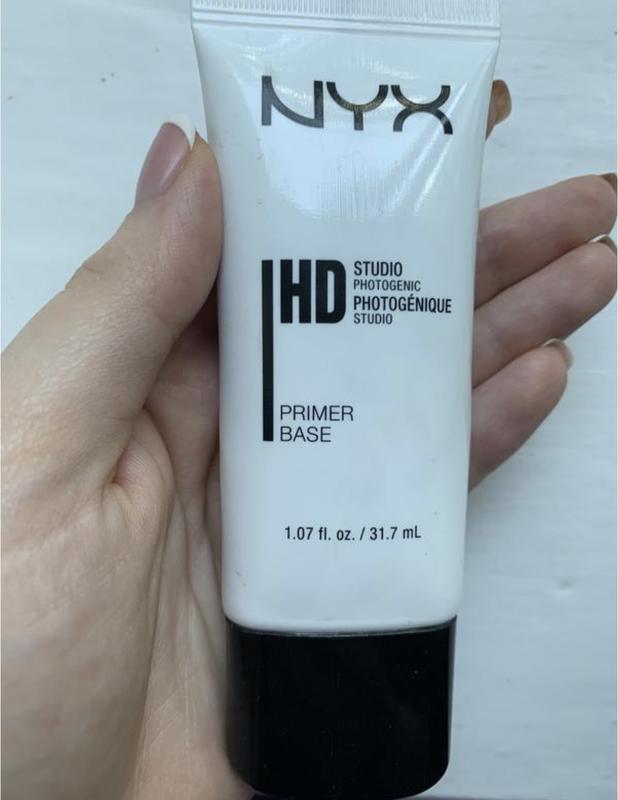 NYX
HD STUDIO
PHOTOGENIC
PHOTOGÉNIQUE
STUDIO
PRIMER
BASE
1.07 fl. oz. / 31.7 mL